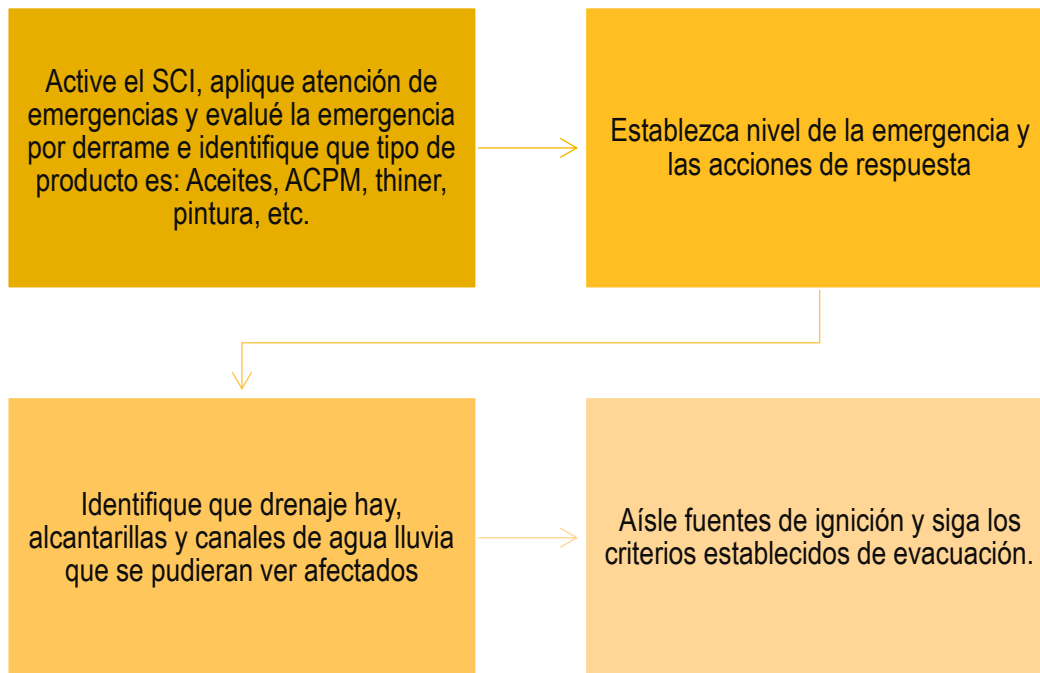 Active el SCI, aplique atención de
emergencias y evalué la emergencia
por derrame e identifique que tipo de
producto es: Aceites, ACPM, thiner,
pintura, etc.
Establezca nivel de la emergencia y
las acciones de respuesta
Identifique que drenaje hay,
alcantarillas y canales de agua lluvia
que se pudieran ver afectados
Aísle fuentes de ignición y siga los
criterios establecidos de evacuación.